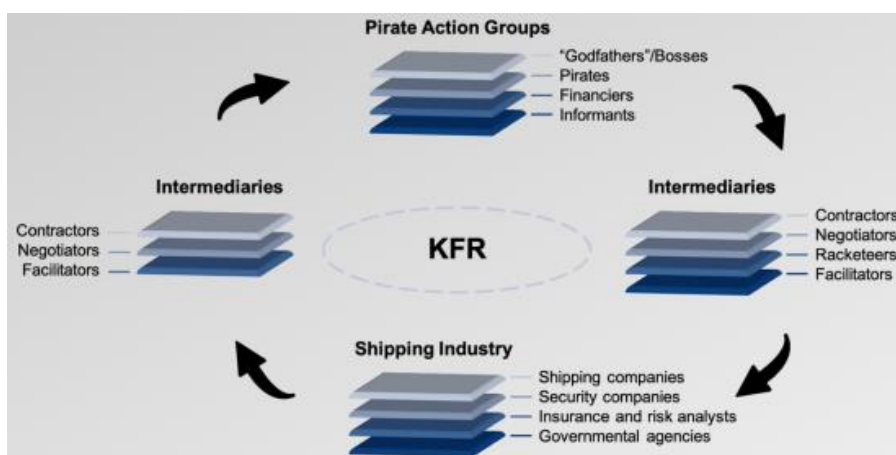 Pirate Action Groups
“Godfathers”/Bosses
Pirates
Financiers
Informants
Intermediaries
Contractors
Negotiators
Facilitators
KFR
Intermediaries
Contractors
Negotiators
Racketeers
Facilitators
Shipping Industry
Shipping companies
Security companies
Insurance and risk analysts
Governmental agencies